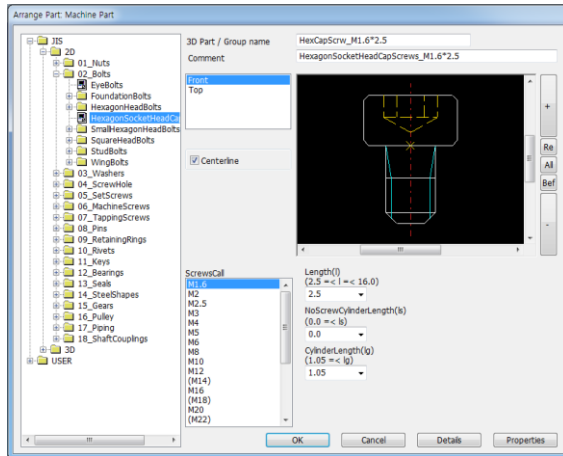 Arrange Part: Machine Part
JIS
2D
01_Nuts
02_Bolts
EyeBolts
FoundationBolts
HexagonHeadBolts
HexagonSocketHeadCa
SmallHexagonHeadBolts
SquareHeadBolts
StudBolts
WingBolts
03_Washers
04_ScrewHole
05_SetScrews
06_MachineScrews
07_TappingScrews
08_Pins
09_RetainingRings
10_Rivets
11_Keys
12_Bearings
13_Seals
14_SteelShapes
15_Gears
16_Pulley
17_Piping
18_ShaftCouplings
3D
USER
3D Part / Group name
HexCapScrw_M1.6*2.5
Comment
HexagonSocketHeadCapScrews_M1.6*2.5
Front
Top
Centerline
+
Re
All
Bef
-
ScrewsCall
M1.6
M2
M2.5
M3
M4
M5
M6
M8
M10
M12
(M14)
M16
(M18)
M20
(M22)
Length(l)
(2.5 =< l =< 16.0)
2.5
NoScrewCylinderLength(ls)
(0.0 =< ls)
0.0
CylinderLength(lg)
(1.05 =< lg)
1.05
OK
Cancel
Details
Properties